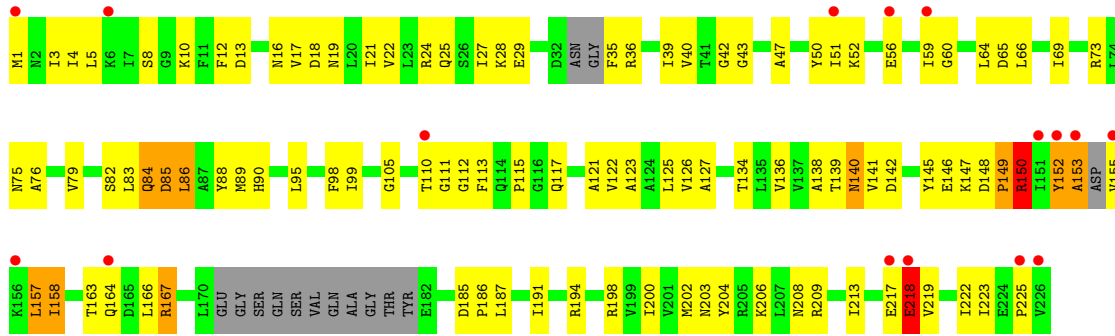 M1 N2 I3 I4 L5 K6 I7 S8 G9 K10 F11 F12 D13 N16 V17 D18 N19 L20 I21 V22 L23 R24 Q25 S26 I27 K28 E29 D32 ASN GLY F35 R36 I39 V40 T41 G42 G43 A47 Y50 I51 K52 E56 I59 G60 L64 D65 L66 I69 R73 L74
N75 A76 V79 S82 L83 Q84 D85 L86 A87 Y88 M89 H90 L95 F98 I99 G105 T110 G111 G112 F113 Q114 P115 G116 Q117 A121 V122 A123 A124 L125 V126 A127 T134 L135 V136 V137 A138 T139 N140 V141 D142 Y145 E146 K147 D148 P149 R150 I151 Y152 A153 ASP V155
K156 L157 I158 T163 Q164 D165 L166 R167 L170 GLU GLY SER GLN SER VAL GLN ALA GLY THR TYR E182 D185 P186 L187 I191 R194 R198 V199 I200 V201 M202 N203 Y204 R205 K206 L207 N208 R209 I213 E217 E218 V219 I222 I223 E224 P225 V226